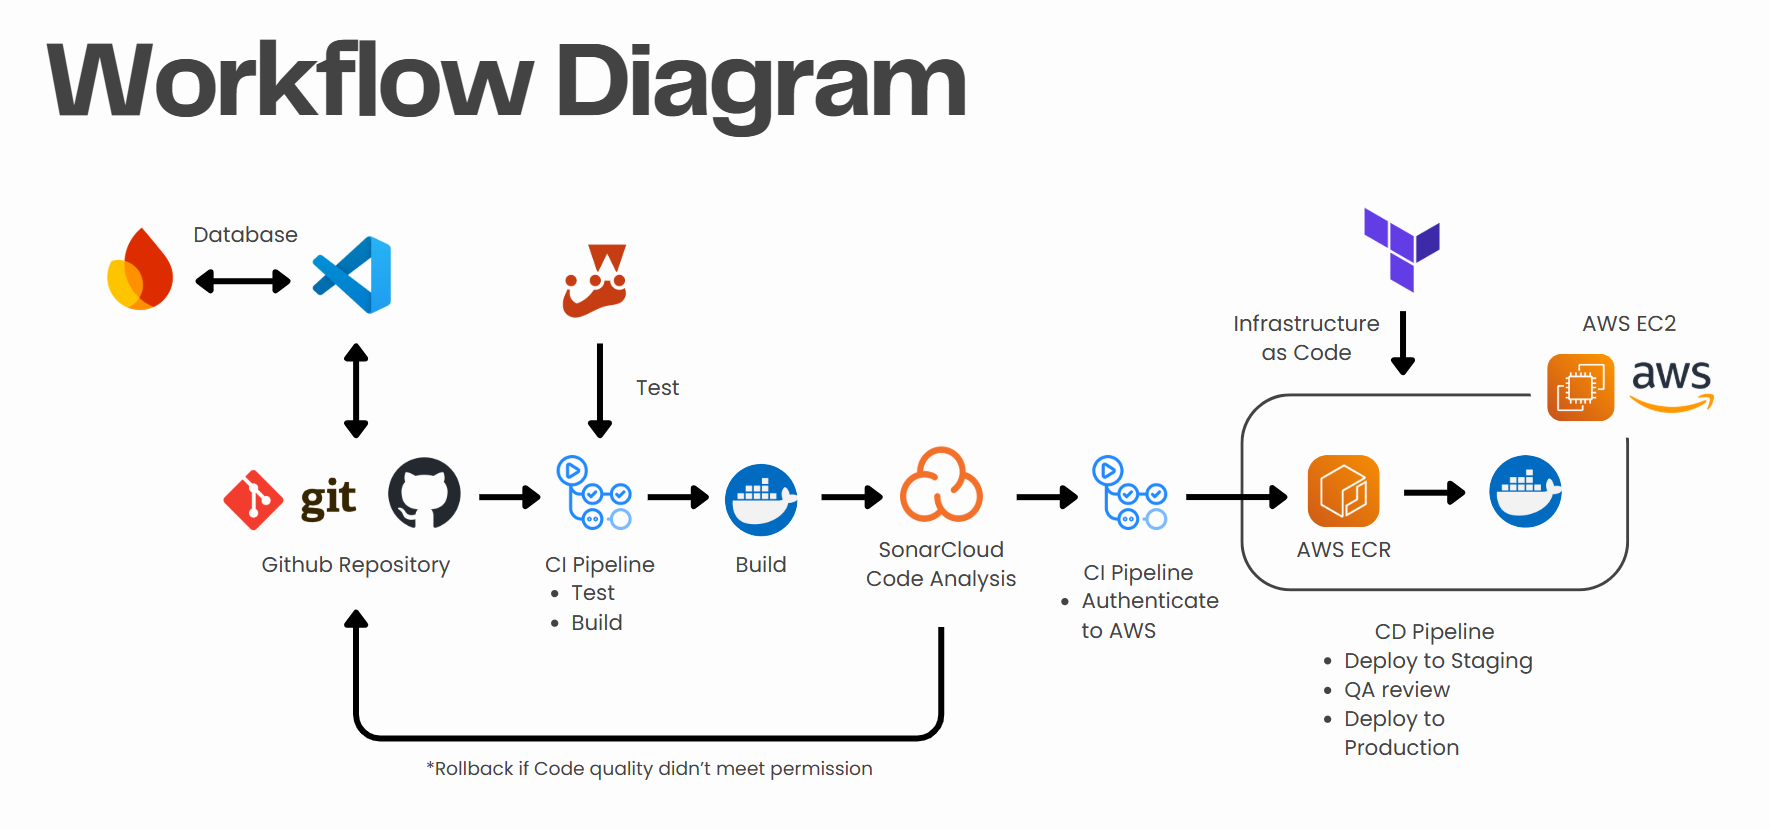 Workflow Diagram
Database
Infrastructure
as Code
AWS EC2
aws
Test
git
Github Repository
CI Pipeline
• Test
• Build
Build
SonarCloud
Code Analysis
CI Pipeline
• Authenticate
to AWS
AWS ECR
CD Pipeline
• Deploy to Staging
• QA review
• Deploy to
Production
*Rollback if Code quality didn't meet permission